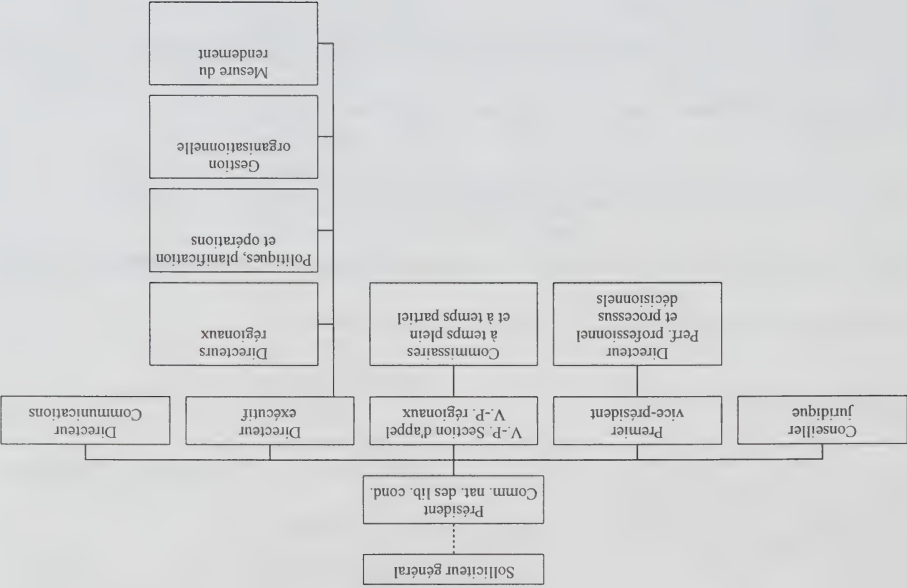 Solliciteur général
Président
Comm. nat. des lib. cond.
Conseiller
juridique
Premier
vice-président
V.-P. Section d'appel
V.-P. régionaux
Directeur
exécutif
Directeur
Communications
Directeur
Perf. professionnel
et processus
décisionnels
Commissaires
à temps plein
et à temps partiel
Directeurs
régionaux
Politiques, planification
et opérations
Gestion
organisationnelle
Mesure du
rendement